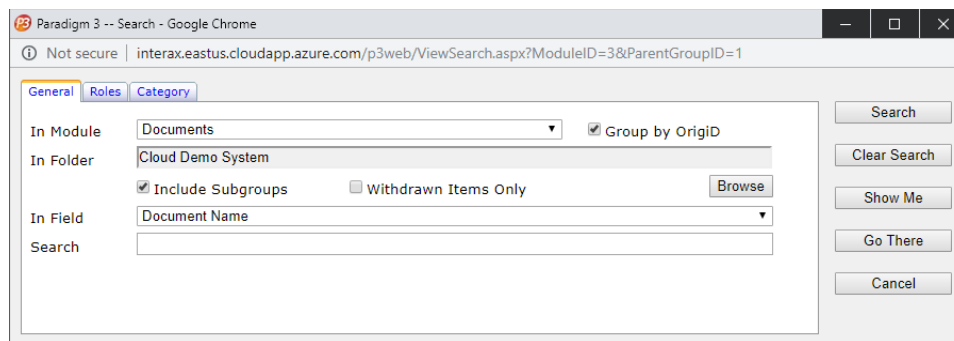 Paradigm 3 -- Search - Google Chrome
Not secure | interax.eastus.cloudapp.azure.com/p3web/ViewSearch.aspx?ModuleID=3&ParentGroupID=1
General Roles Category
In Module Documents Group by OrigiD
In Folder Cloud Demo System
Include Subgroups Withdrawn Items Only Browse
In Field Document Name
Search
Search
Clear Search
Show Me
Go There
Cancel